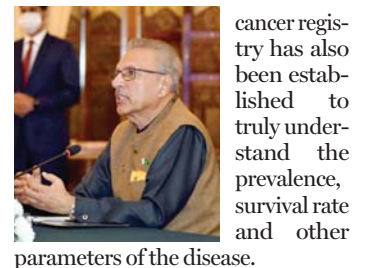 cancer regis-
try has also
been estab-
lished to
truly under-
stand the
prevalence,
survival rate
and other
parameters of the disease.